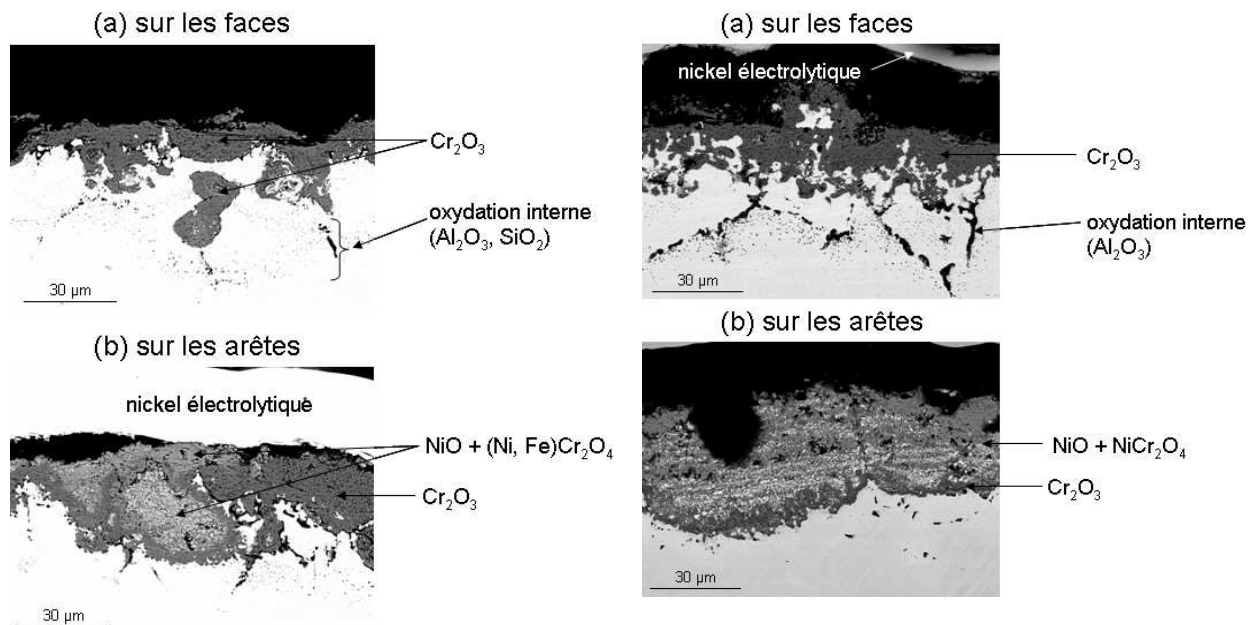 (a) sur les faces
Cr₂O₃
oxydation interne
(Al₂O₃, SiO₂)
30 µm
(b) sur les arêtes
nickel électrolytique
NiO + (Ni, Fe)Cr₂O₄
Cr₂O₃
30 µm
(a) sur les faces
nickel électrolytique
Cr₂O₃
oxydation interne
(Al₂O₃)
30 µm
(b) sur les arêtes
NiO + NiCr₂O₄
Cr₂O₃
30 µm